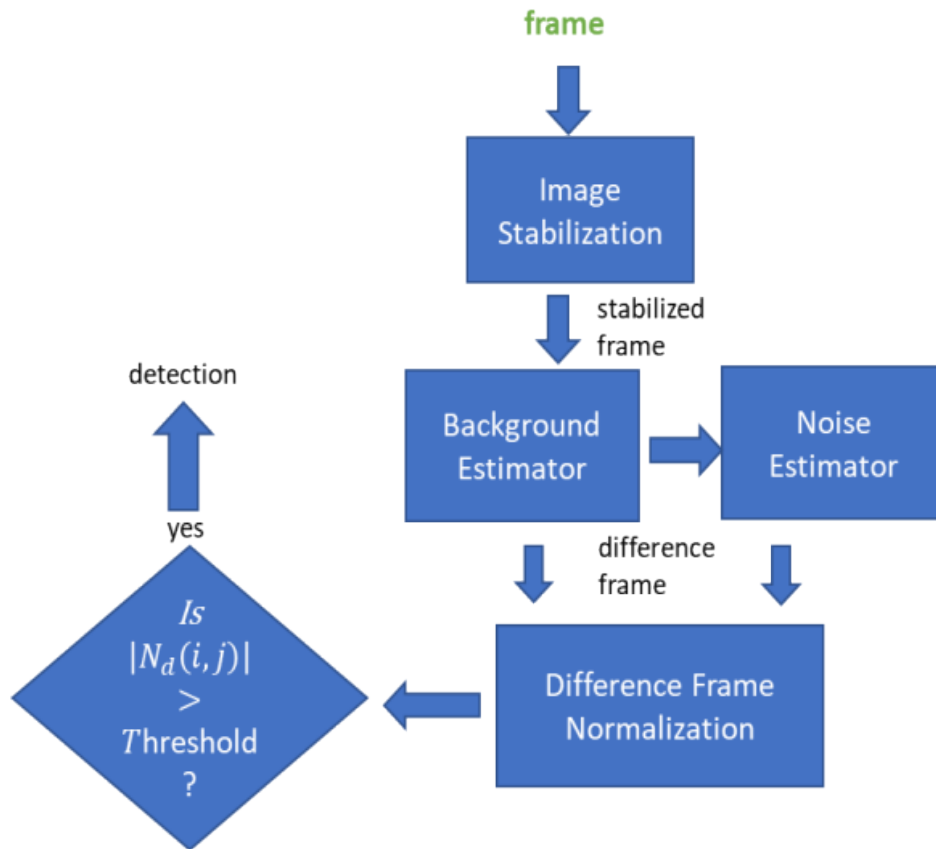 frame
Image
Stabilization
stabilized
frame
detection
Background
Estimator
Noise
Estimator
yes
difference
frame
Is
|N_d(i,j)|
>
Threshold
?
Difference Frame
Normalization